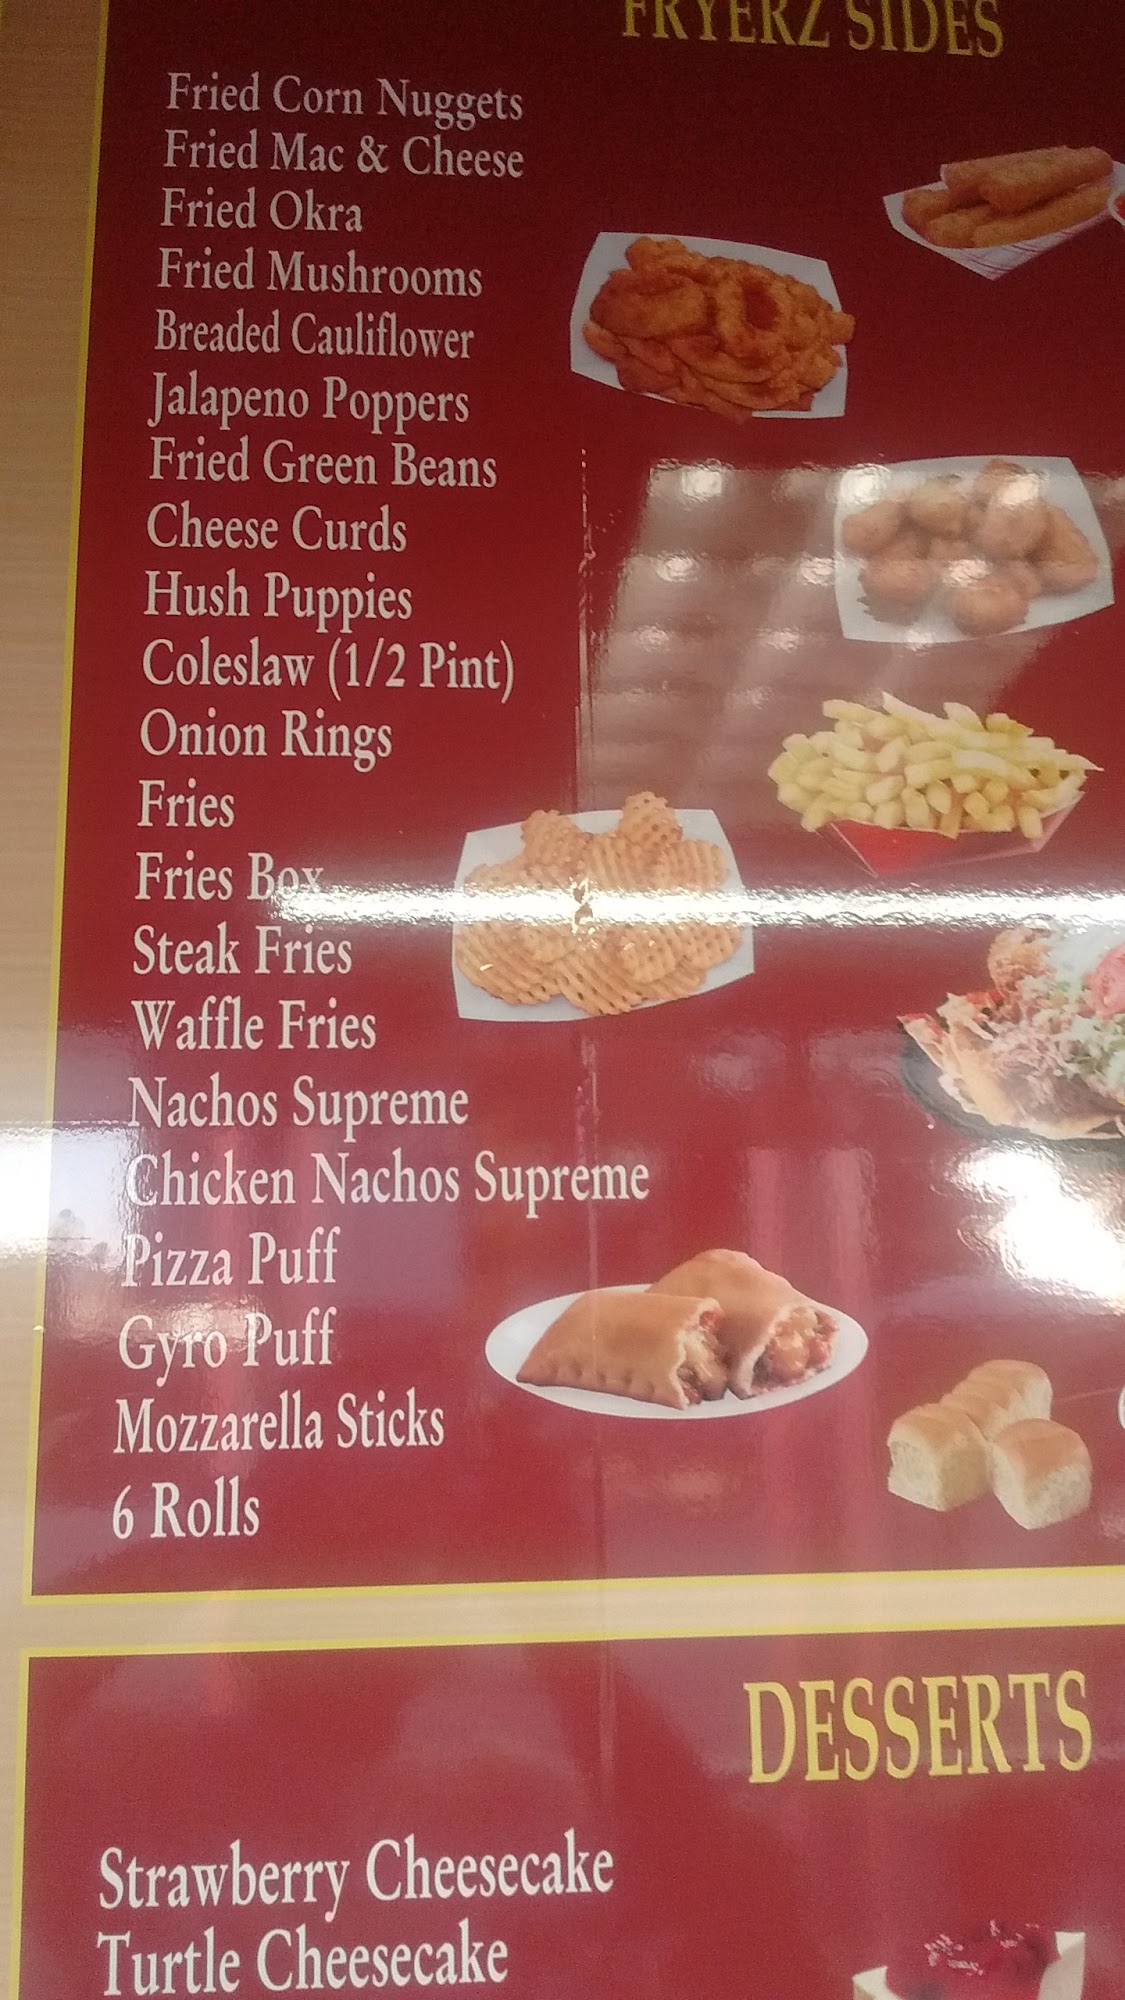 FRYERZ SIDES
Fried Corn Nuggets
Fried Mac & Cheese
Fried Okra
Fried Mushrooms
Breaded Cauliflower
Jalapeno Poppers
Fried Green Beans
Cheese Curds
Hush Puppies
Coleslaw (1/2 Pint)
Onion Rings
Fries
Fries Box
Steak Fries
Waffle Fries
Nachos Supreme
Chicken Nachos Supreme
Pizza Puff
Gyro Puff
Mozzarella Sticks
6 Rolls
DESSERTS
Strawberry Cheesecake
Turtle Cheesecake